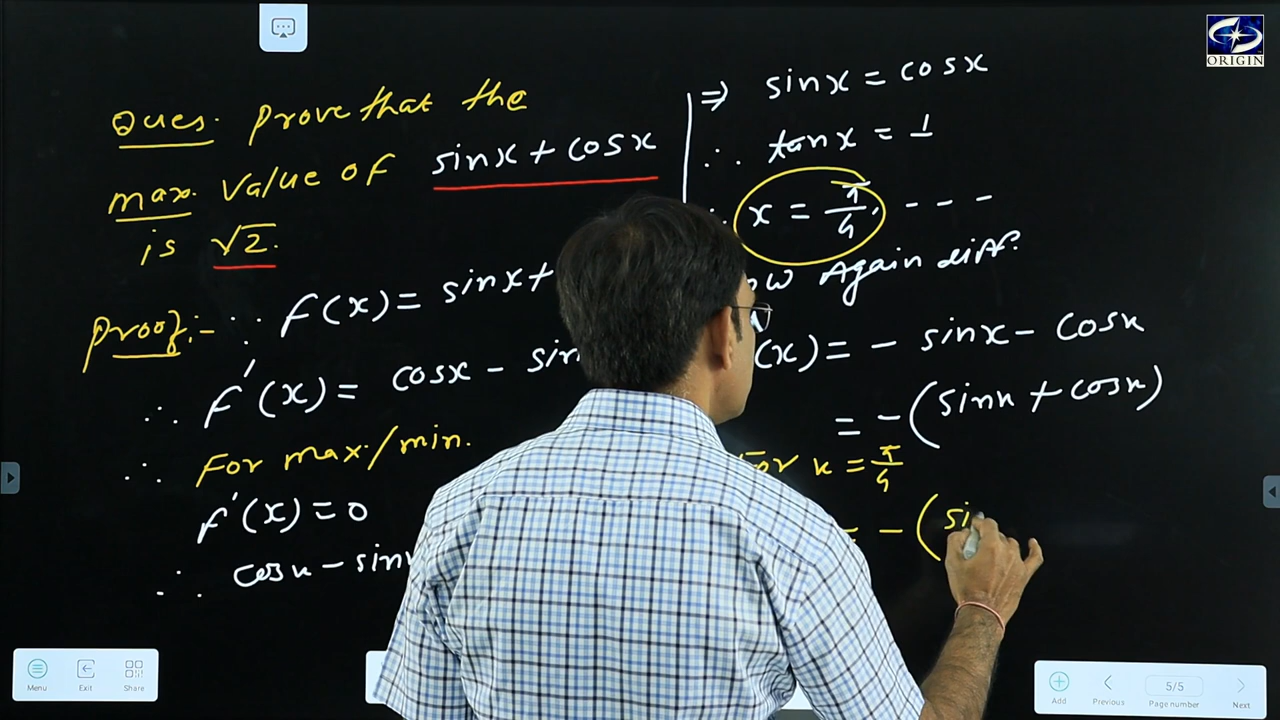 Ques. Prove that the
max. value of sinx + cosx
is √2.
Proof:- ∵ f(x) = sinx +
∴ f'(x) = cosx - sin
∴ For max./min.
f'(x) = 0
∴ cosx - sinx
⇒ sinx = cosx
∴ tanx = 1
∴ x = π/4, - - -
Again diff.
(x) = - sinx - cosx
= - (sinx + cosx)
For x = π/4
= - (si
ORIGIN
Menu
Exit
Share
Add
Previous
5/5
Page number
Next